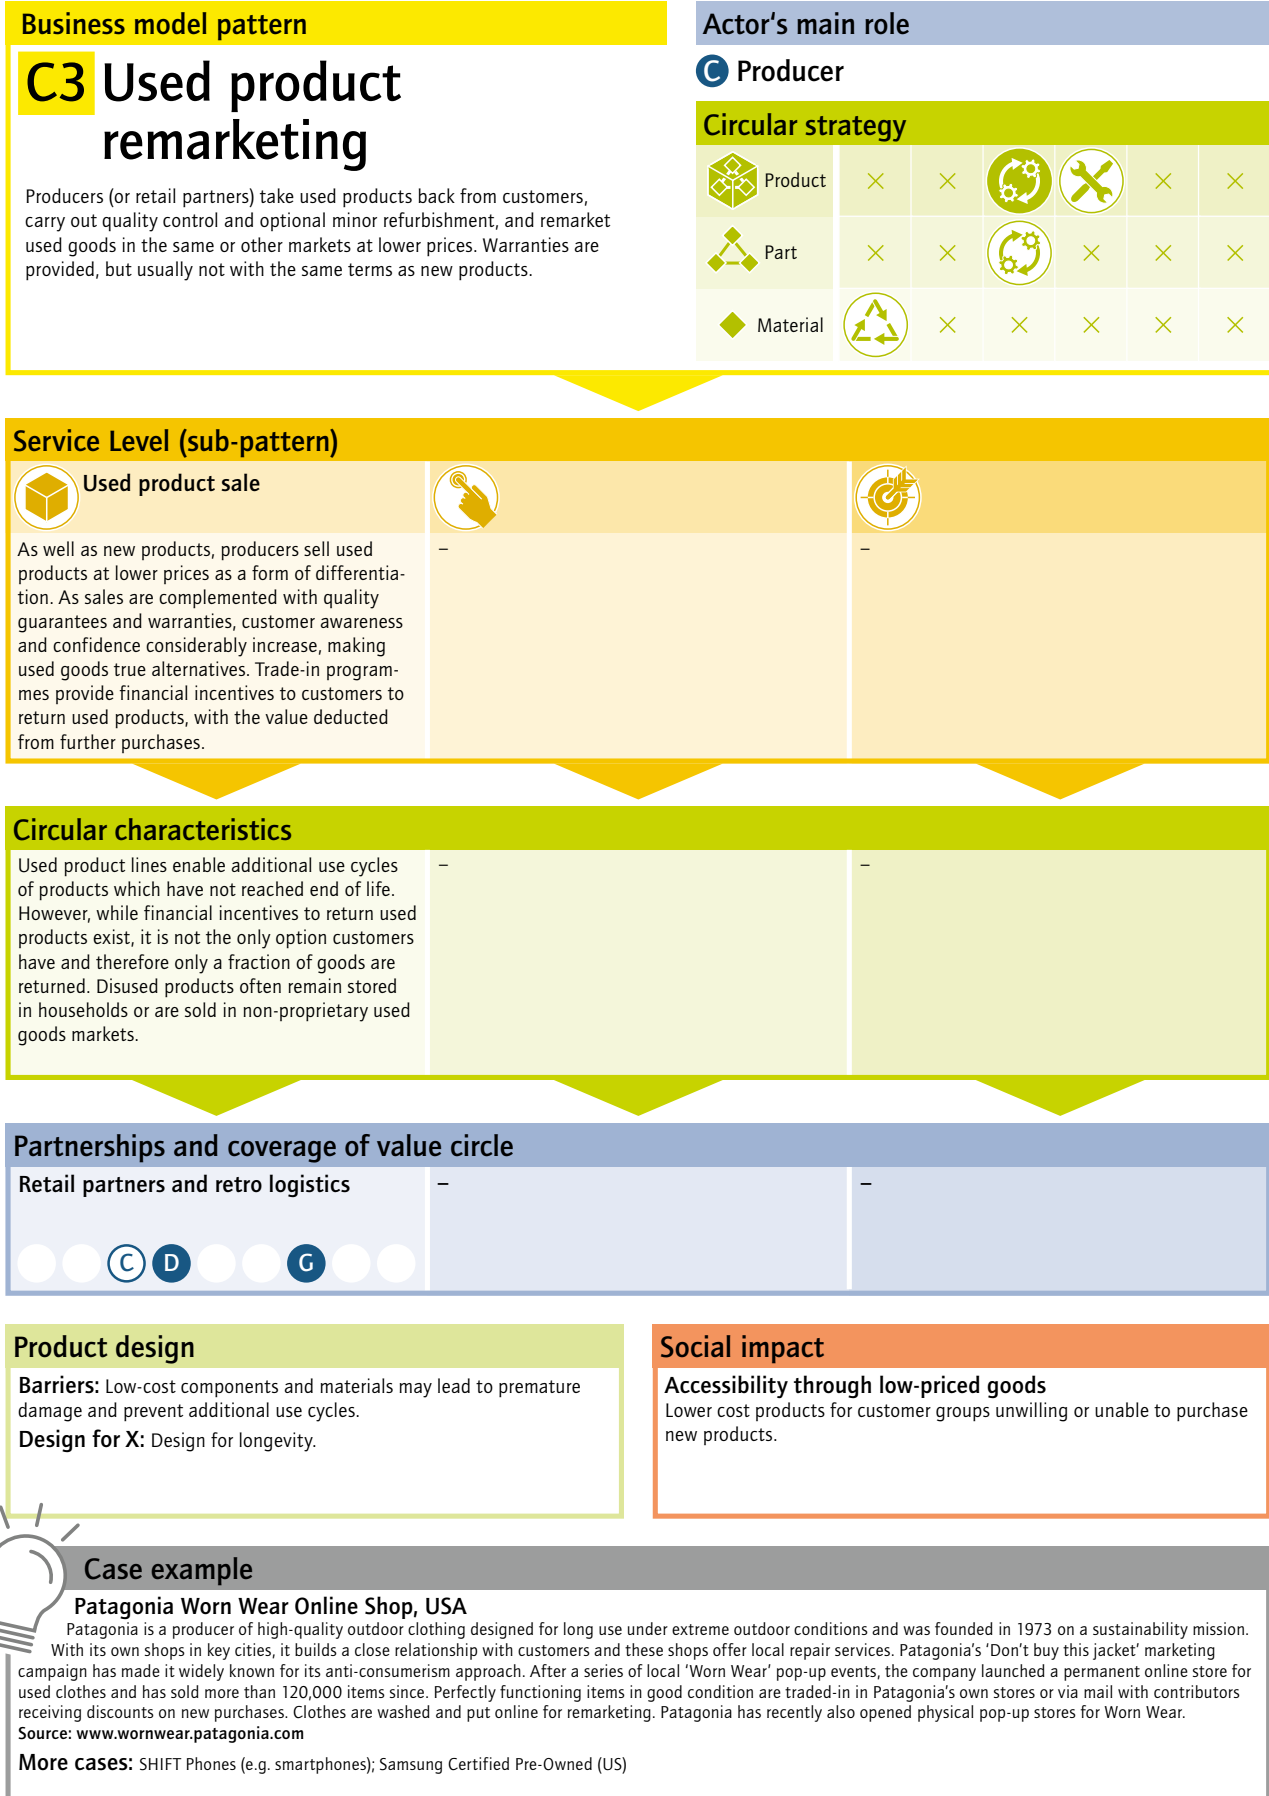 Business model pattern
C3 Used product
remarketing
Producers (or retail partners) take used products back from customers,
carry out quality control and optional minor refurbishment, and remarket
used goods in the same or other markets at lower prices. Warranties are
provided, but usually not with the same terms as new products.
Actor‘s main role
C Producer
Circular strategy
Product
Part
Material
Service Level (sub-pattern)
Used product sale
As well as new products, producers sell used
products at lower prices as a form of differentia-
tion. As sales are complemented with quality
guarantees and warranties, customer awareness
and confidence considerably increase, making
used goods true alternatives. Trade-in program-
mes provide financial incentives to customers to
return used products, with the value deducted
from further purchases.
–
–
Circular characteristics
Used product lines enable additional use cycles
of products which have not reached end of life.
However, while financial incentives to return used
products exist, it is not the only option customers
have and therefore only a fraction of goods are
returned. Disused products often remain stored
in households or are sold in non-proprietary used
goods markets.
–
–
Partnerships and coverage of value circle
Retail partners and retro logistics
C D G
–
–
Product design
Barriers: Low-cost components and materials may lead to premature
damage and prevent additional use cycles.
Design for X: Design for longevity.
Social impact
Accessibility through low-priced goods
Lower cost products for customer groups unwilling or unable to purchase
new products.
Case example
Patagonia Worn Wear Online Shop, USA
Patagonia is a producer of high-quality outdoor clothing designed for long use under extreme outdoor conditions and was founded in 1973 on a sustainability mission.
With its own shops in key cities, it builds a close relationship with customers and these shops offer local repair services. Patagonia’s ‘Don’t buy this jacket’ marketing
campaign has made it widely known for its anti-consumerism approach. After a series of local ‘Worn Wear’ pop-up events, the company launched a permanent online store for
used clothes and has sold more than 120,000 items since. Perfectly functioning items in good condition are traded-in in Patagonia’s own stores or via mail with contributors
receiving discounts on new purchases. Clothes are washed and put online for remarketing. Patagonia has recently also opened physical pop-up stores for Worn Wear.
Source: www.wornwear.patagonia.com
More cases: SHIFT Phones (e.g. smartphones); Samsung Certified Pre-Owned (US)